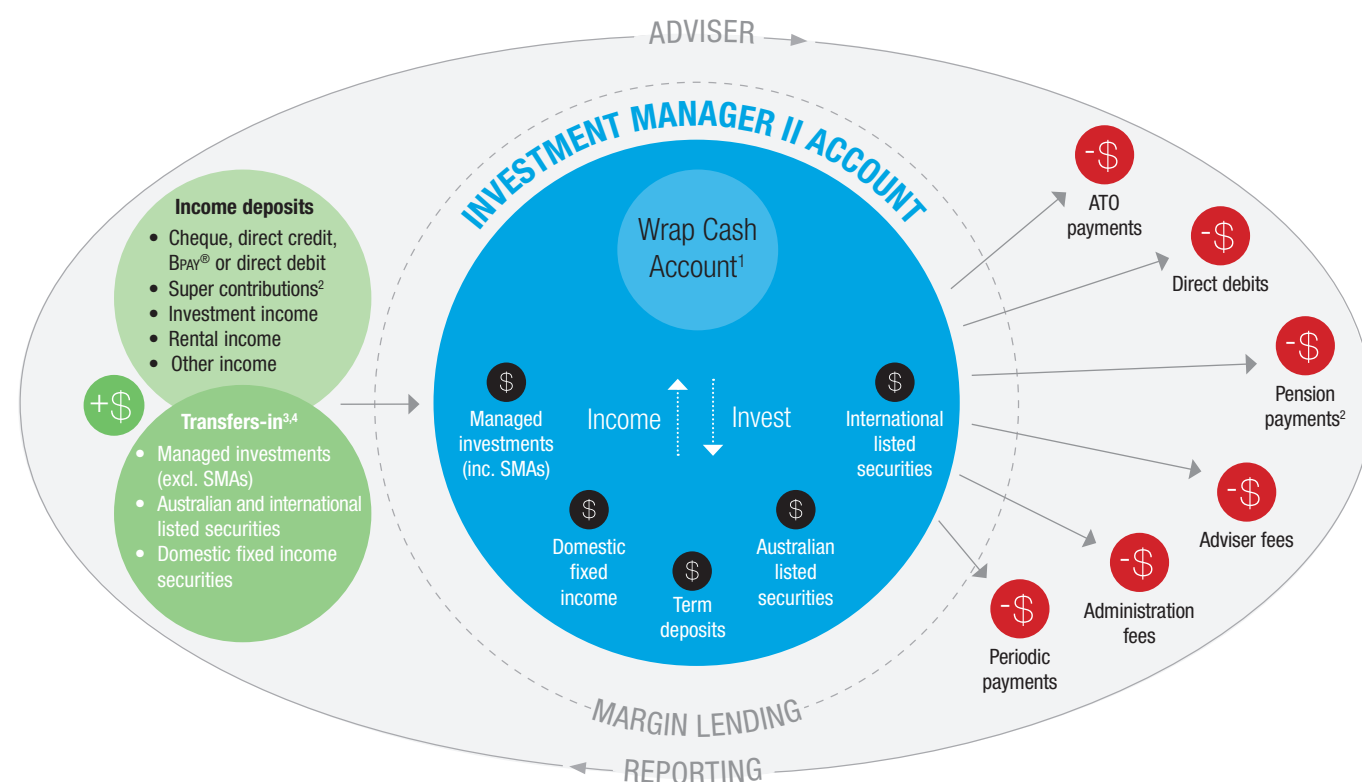 ADVISER
INVESTMENT MANAGER II ACCOUNT
Income deposits
• Cheque, direct credit,
BPAY® or direct debit
• Super contributions²
• Investment income
• Rental income
• Other income
+$
Transfers-in³,⁴
• Managed investments
(excl. SMAs)
• Australian and international
listed securities
• Domestic fixed income
securities
Wrap Cash
Account¹
Income
Invest
$
Managed
investments
(inc. SMAs)
$
Domestic
fixed
income
$
Term
deposits
$
Australian
listed
securities
$
International
listed
securities
-$
ATO
payments
-$
Direct debits
-$
Pension
payments²
-$
Adviser fees
-$
Administration
fees
-$
Periodic
payments
MARGIN LENDING
REPORTING